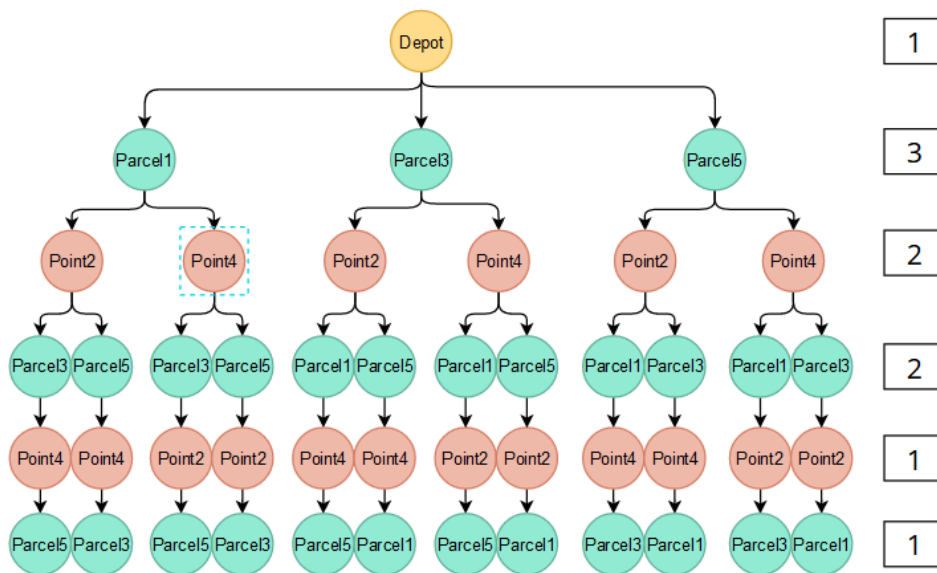 Depot 1
Parcel1 Parcel3 Parcel5 3
Point2 Point4 Point2 Point4 Point2 Point4 2
Parcel3 Parcel5 Parcel3 Parcel5 Parcel1 Parcel5 Parcel1 Parcel5 Parcel1 Parcel3 Parcel1 Parcel3 2
Point4 Point4 Point2 Point2 Point4 Point4 Point2 Point2 Point4 Point4 Point2 Point2 1
Parcel5 Parcel3 Parcel5 Parcel3 Parcel5 Parcel1 Parcel5 Parcel1 Parcel3 Parcel1 Parcel3 Parcel1 1